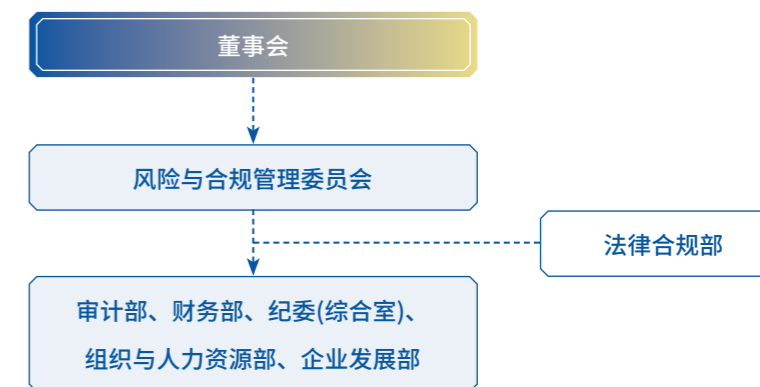 董事会
风险与合规管理委员会
法律合规部
审计部、财务部、纪委(综合室)、
组织与人力资源部、企业发展部